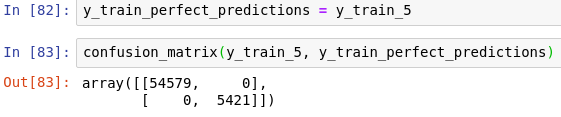 In [82]: y_train_perfect_predictions = y_train_5
In [83]: confusion_matrix(y_train_5, y_train_perfect_predictions)
Out[83]: array([[54579,     0],
       [    0,  5421]])